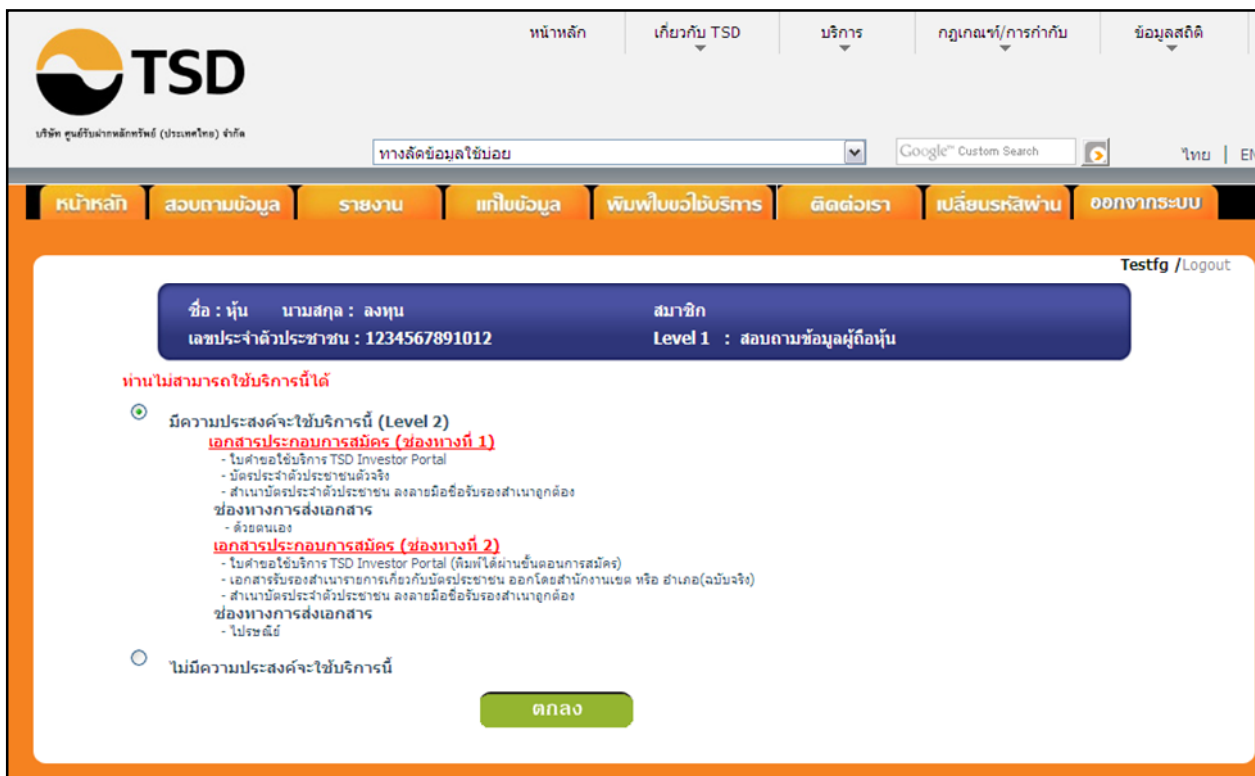 หน้าหลัก เกี่ยวกับ TSD บริการ กฎเกณฑ์/การกำกับ ข้อมูลสถิติ
TSD
บริษัท ศูนย์รับฝากหลักทรัพย์ (ประเทศไทย) จำกัด
ทางลัดข้อมูลใช้บ่อย Google™ Custom Search ไทย | EN
หน้าหลัก สอบถามข้อมูล รายงาน แก้ไขข้อมูล พิมพ์ใบขอใช้บริการ ติดต่อเรา เปลี่ยนรหัสผ่าน ออกจากระบบ
Testfg /Logout
ชื่อ : หุ้น นามสกุล : ลงทุน สมาชิก
เลขประจำตัวประชาชน : 1234567891012 Level 1 : สอบถามข้อมูลผู้ถือหุ้น
ท่านไม่สามารถใช้บริการนี้ได้
มีความประสงค์จะใช้บริการนี้ (Level 2)
เอกสารประกอบการสมัคร (ช่องทางที่ 1)
- ใบคำขอใช้บริการ TSD Investor Portal
- บัตรประจำตัวประชาชนตัวจริง
- สำเนาบัตรประจำตัวประชาชน ลงลายมือชื่อรับรองสำเนาถูกต้อง
ช่องทางการส่งเอกสาร
- ด้วยตนเอง
เอกสารประกอบการสมัคร (ช่องทางที่ 2)
- ใบคำขอใช้บริการ TSD Investor Portal (พิมพ์ได้ผ่านขั้นตอนการสมัคร)
- เอกสารรับรองสำเนารายการเกี่ยวกับบัตรประชาชน ออกโดยสำนักงานเขต หรือ อำเภอ(ฉบับจริง)
- สำเนาบัตรประจำตัวประชาชน ลงลายมือชื่อรับรองสำเนาถูกต้อง
ช่องทางการส่งเอกสาร
- ไปรษณีย์
ไม่มีความประสงค์จะใช้บริการนี้
ตกลง